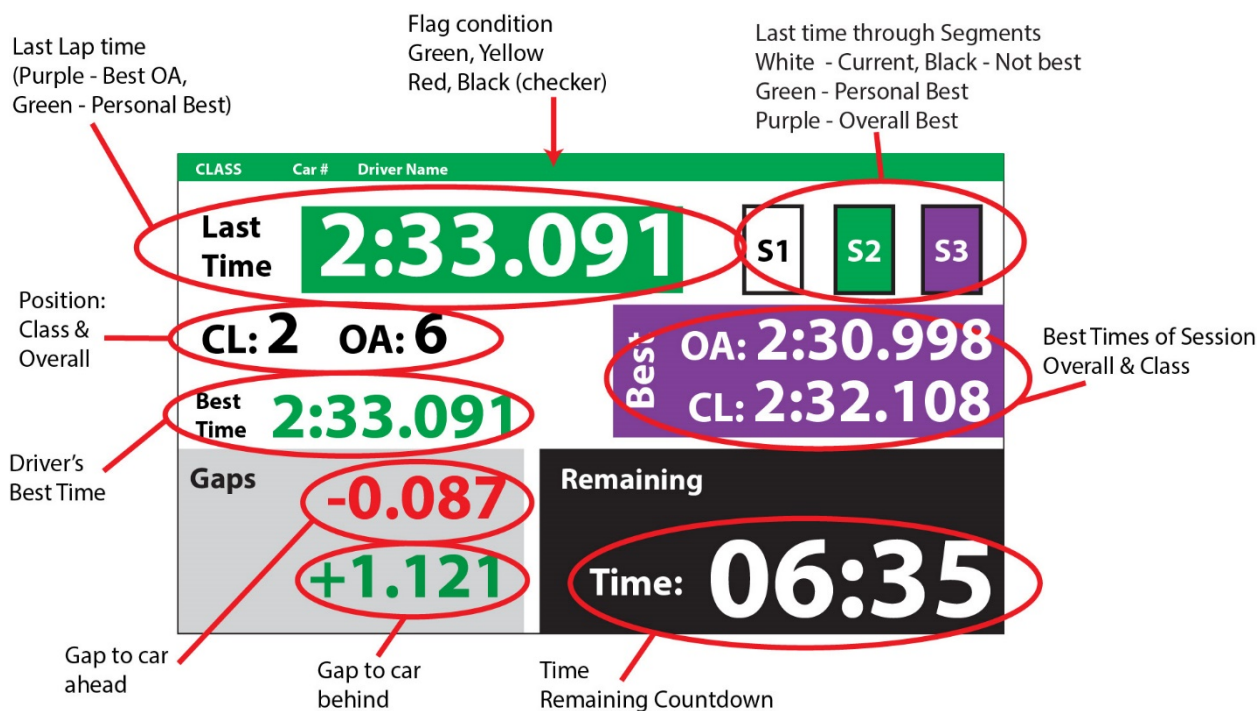 Last Lap time
(Purple - Best OA,
Green - Personal Best)
Flag condition
Green, Yellow
Red, Black (checker)
Last time through Segments
White - Current, Black - Not best
Green - Personal Best
Purple - Overall Best
CLASS Car # Driver Name
Last
Time
2:33.091
S1 S2 S3
Position:
Class &
Overall
CL: 2 OA: 6
Best
OA: 2:30.998
CL: 2:32.108
Best Times of Session
Overall & Class
Best
Time
2:33.091
Driver's
Best Time
Gaps
-0.087
+1.121
Remaining
Time: 06:35
Gap to car
ahead
Gap to car
behind
Time
Remaining Countdown